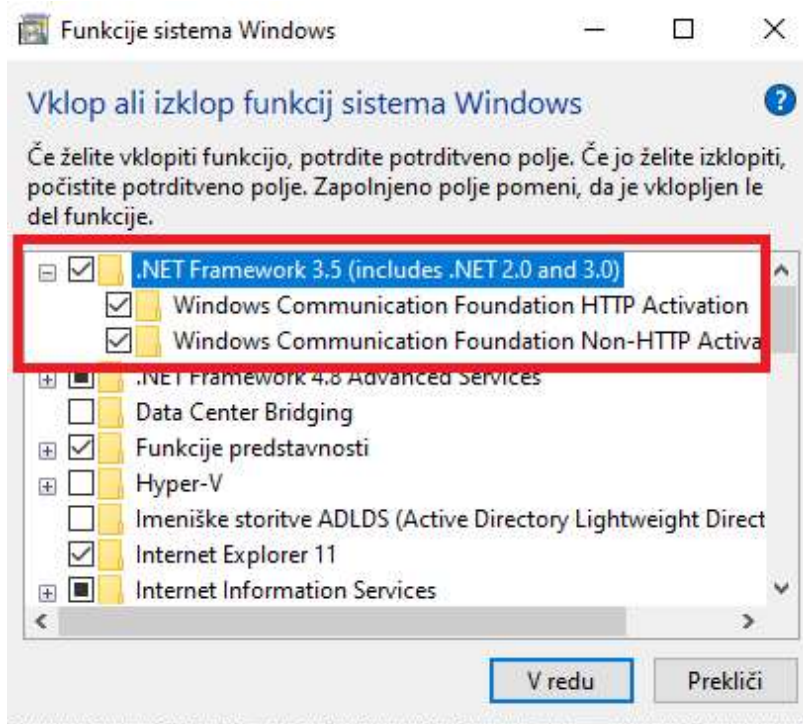 Funkcije sistema Windows
Vklop ali izklop funkcij sistema Windows
Če želite vklopiti funkcijo, potrdite potrditveno polje. Če jo želite izklopiti,
počistite potrditveno polje. Zapolnjeno polje pomeni, da je vklopljen le
del funkcije.
.NET Framework 3.5 (includes .NET 2.0 and 3.0)
Windows Communication Foundation HTTP Activation
Windows Communication Foundation Non-HTTP Activa
.NET Framework 4.8 Advanced Services
Data Center Bridging
Funkcije predstavnosti
Hyper-V
Imeniške storitve ADLDS (Active Directory Lightweight Direct
Internet Explorer 11
Internet Information Services
V redu
Prekliči